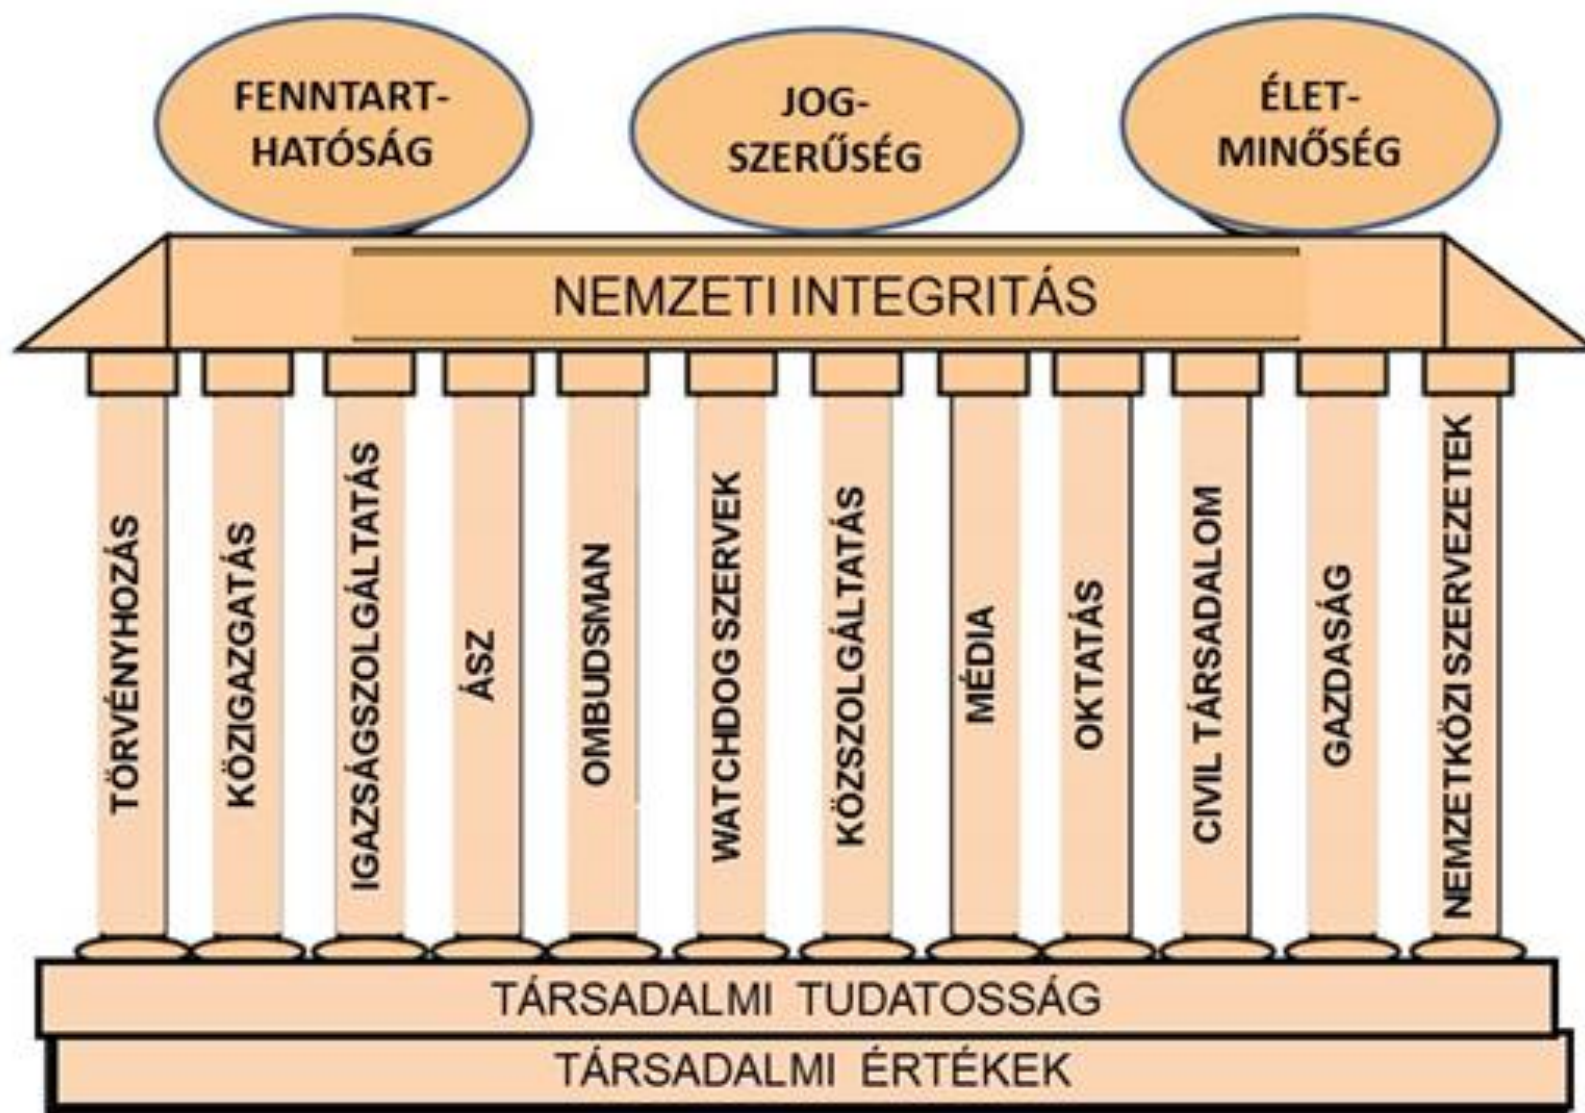 FENNTART-
HATÓSÁG
JOG-
SZERŰSÉG
ÉLET-
MINŐSÉG
NEMZETI INTEGRITÁS
TÖRVÉNYHOZÁS
KÖZIGAZGATÁS
IGAZSÁGSZOLGÁLTATÁS
ÁSZ
OMBUDSMAN
WATCHDOG SZERVEK
KÖZSZOLGÁLTATÁS
MÉDIA
OKTATÁS
CIVIL TÁRSADALOM
GAZDASÁG
NEMZETKÖZI SZERVEZETEK
TÁRSADALMI TUDATOSSÁG
TÁRSADALMI ÉRTÉKEK